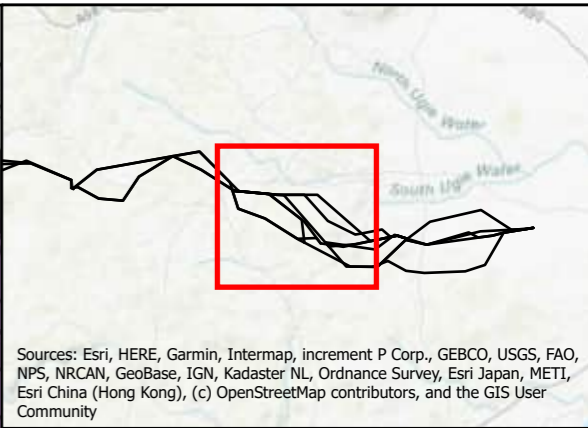 North Ugie Water
South Ugie Water
Sources: Esri, HERE, Garmin, Intermap, increment P Corp., GEBCO, USGS, FAO,
NPS, NRCAN, GeoBase, IGN, Kadaster NL, Ordnance Survey, Esri Japan, METI,
Esri China (Hong Kong), (c) OpenStreetMap contributors, and the GIS User
Community